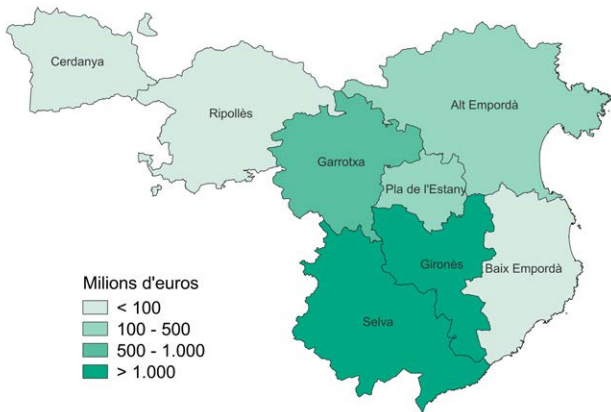 Cerdanya
Ripollès
Alt Empordà
Garrotxa
Pla de l'Estany
Gironès
Baix Empordà
Selva
Milions d'euros
< 100
100 - 500
500 - 1.000
> 1.000